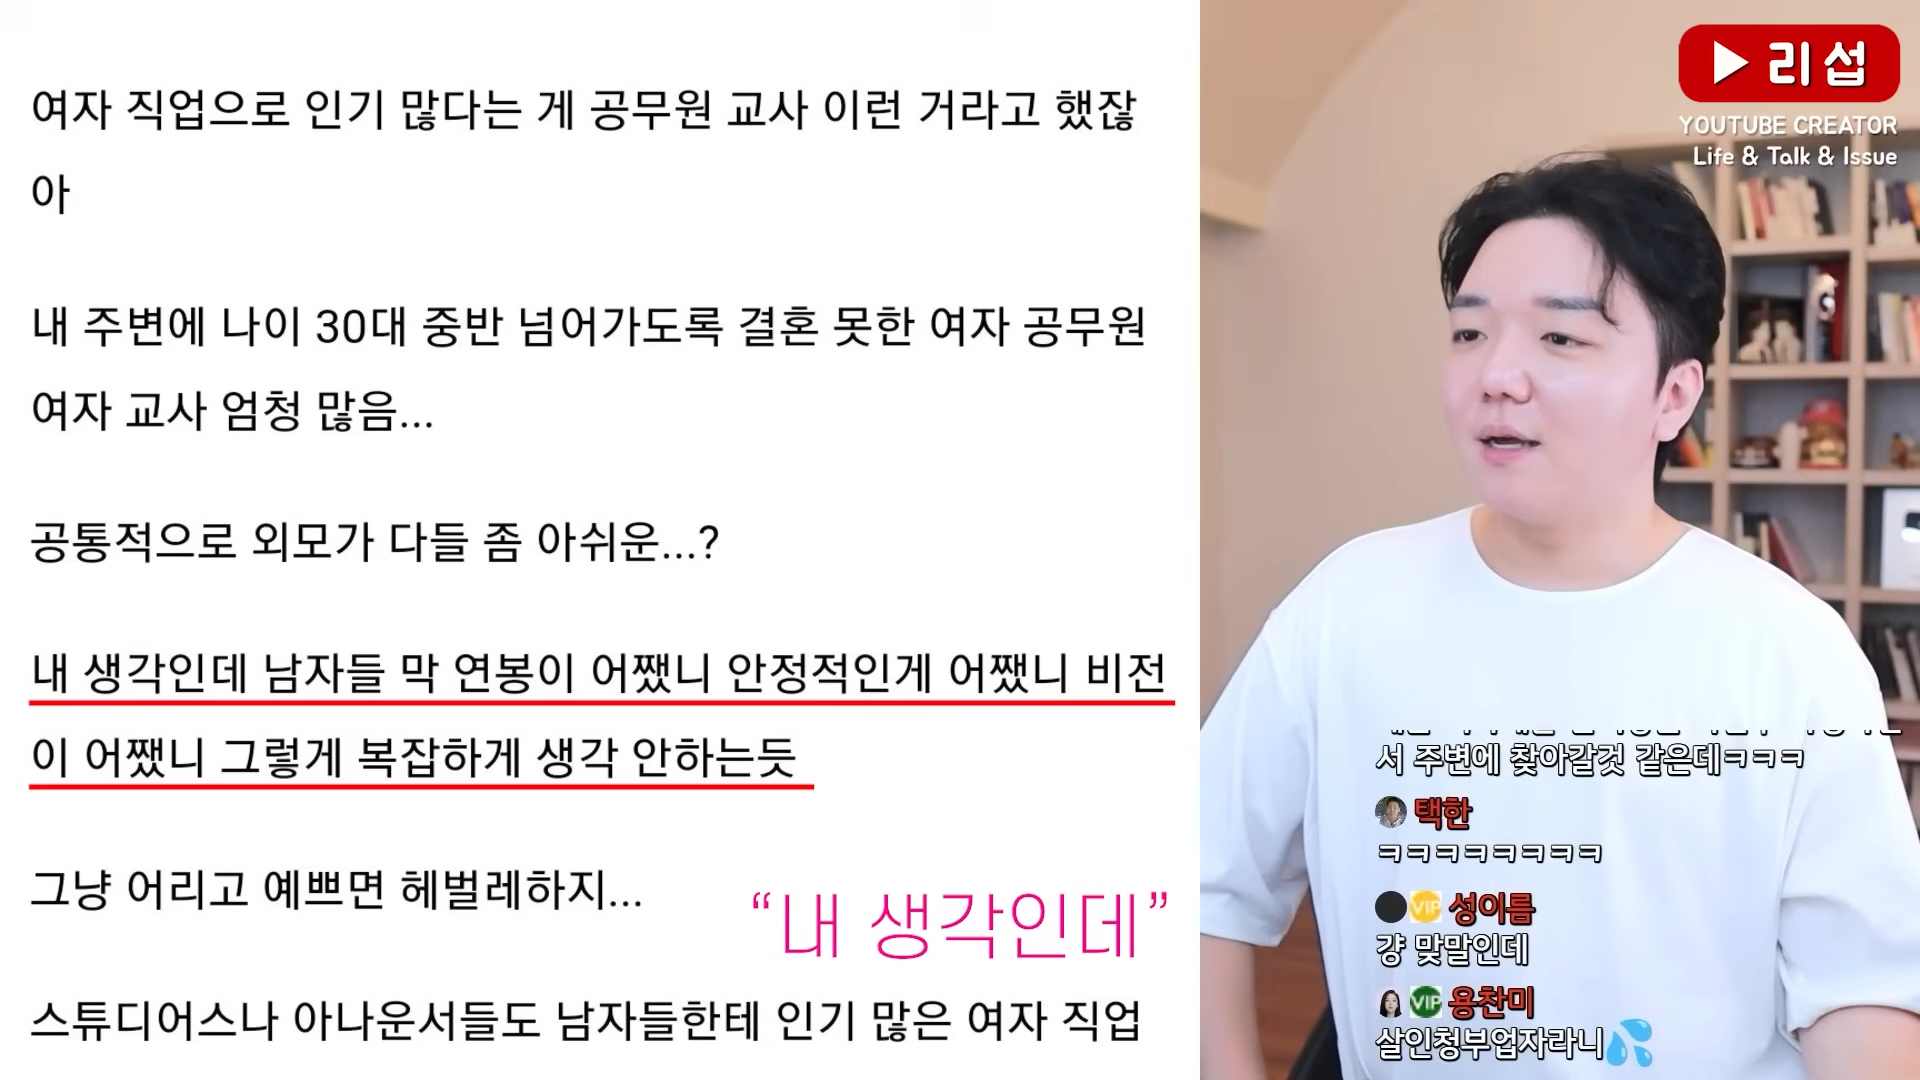 여자 직업으로 인기 많다는 게 공무원 교사 이런 거라고 했잖
아
내 주변에 나이 30대 중반 넘어가도록 결혼 못한 여자 공무원
여자 교사 엄청 많음...
공통적으로 외모가 다들 좀 아쉬운...?
내 생각인데 남자들 막 연봉이 어쨌니 안정적인게 어쨌니 비전
이 어쨌니 그렇게 복잡하게 생각 안하는듯
그냥 어리고 예쁘면 헤벌레하지...
“내 생각인데”
스튜디어스나 아나운서들도 남자들한테 인기 많은 여자 직업
리섭
YOUTUBE CREATOR
Life & Talk & Issue
서 주변에 찾아갈것 같은데ㅋㅋㅋ
택한
ㅋㅋㅋㅋㅋㅋㅋㅋ
VIP 성이름
걍 맞말인데
VIP 용찬미
살인청부업자라니💦